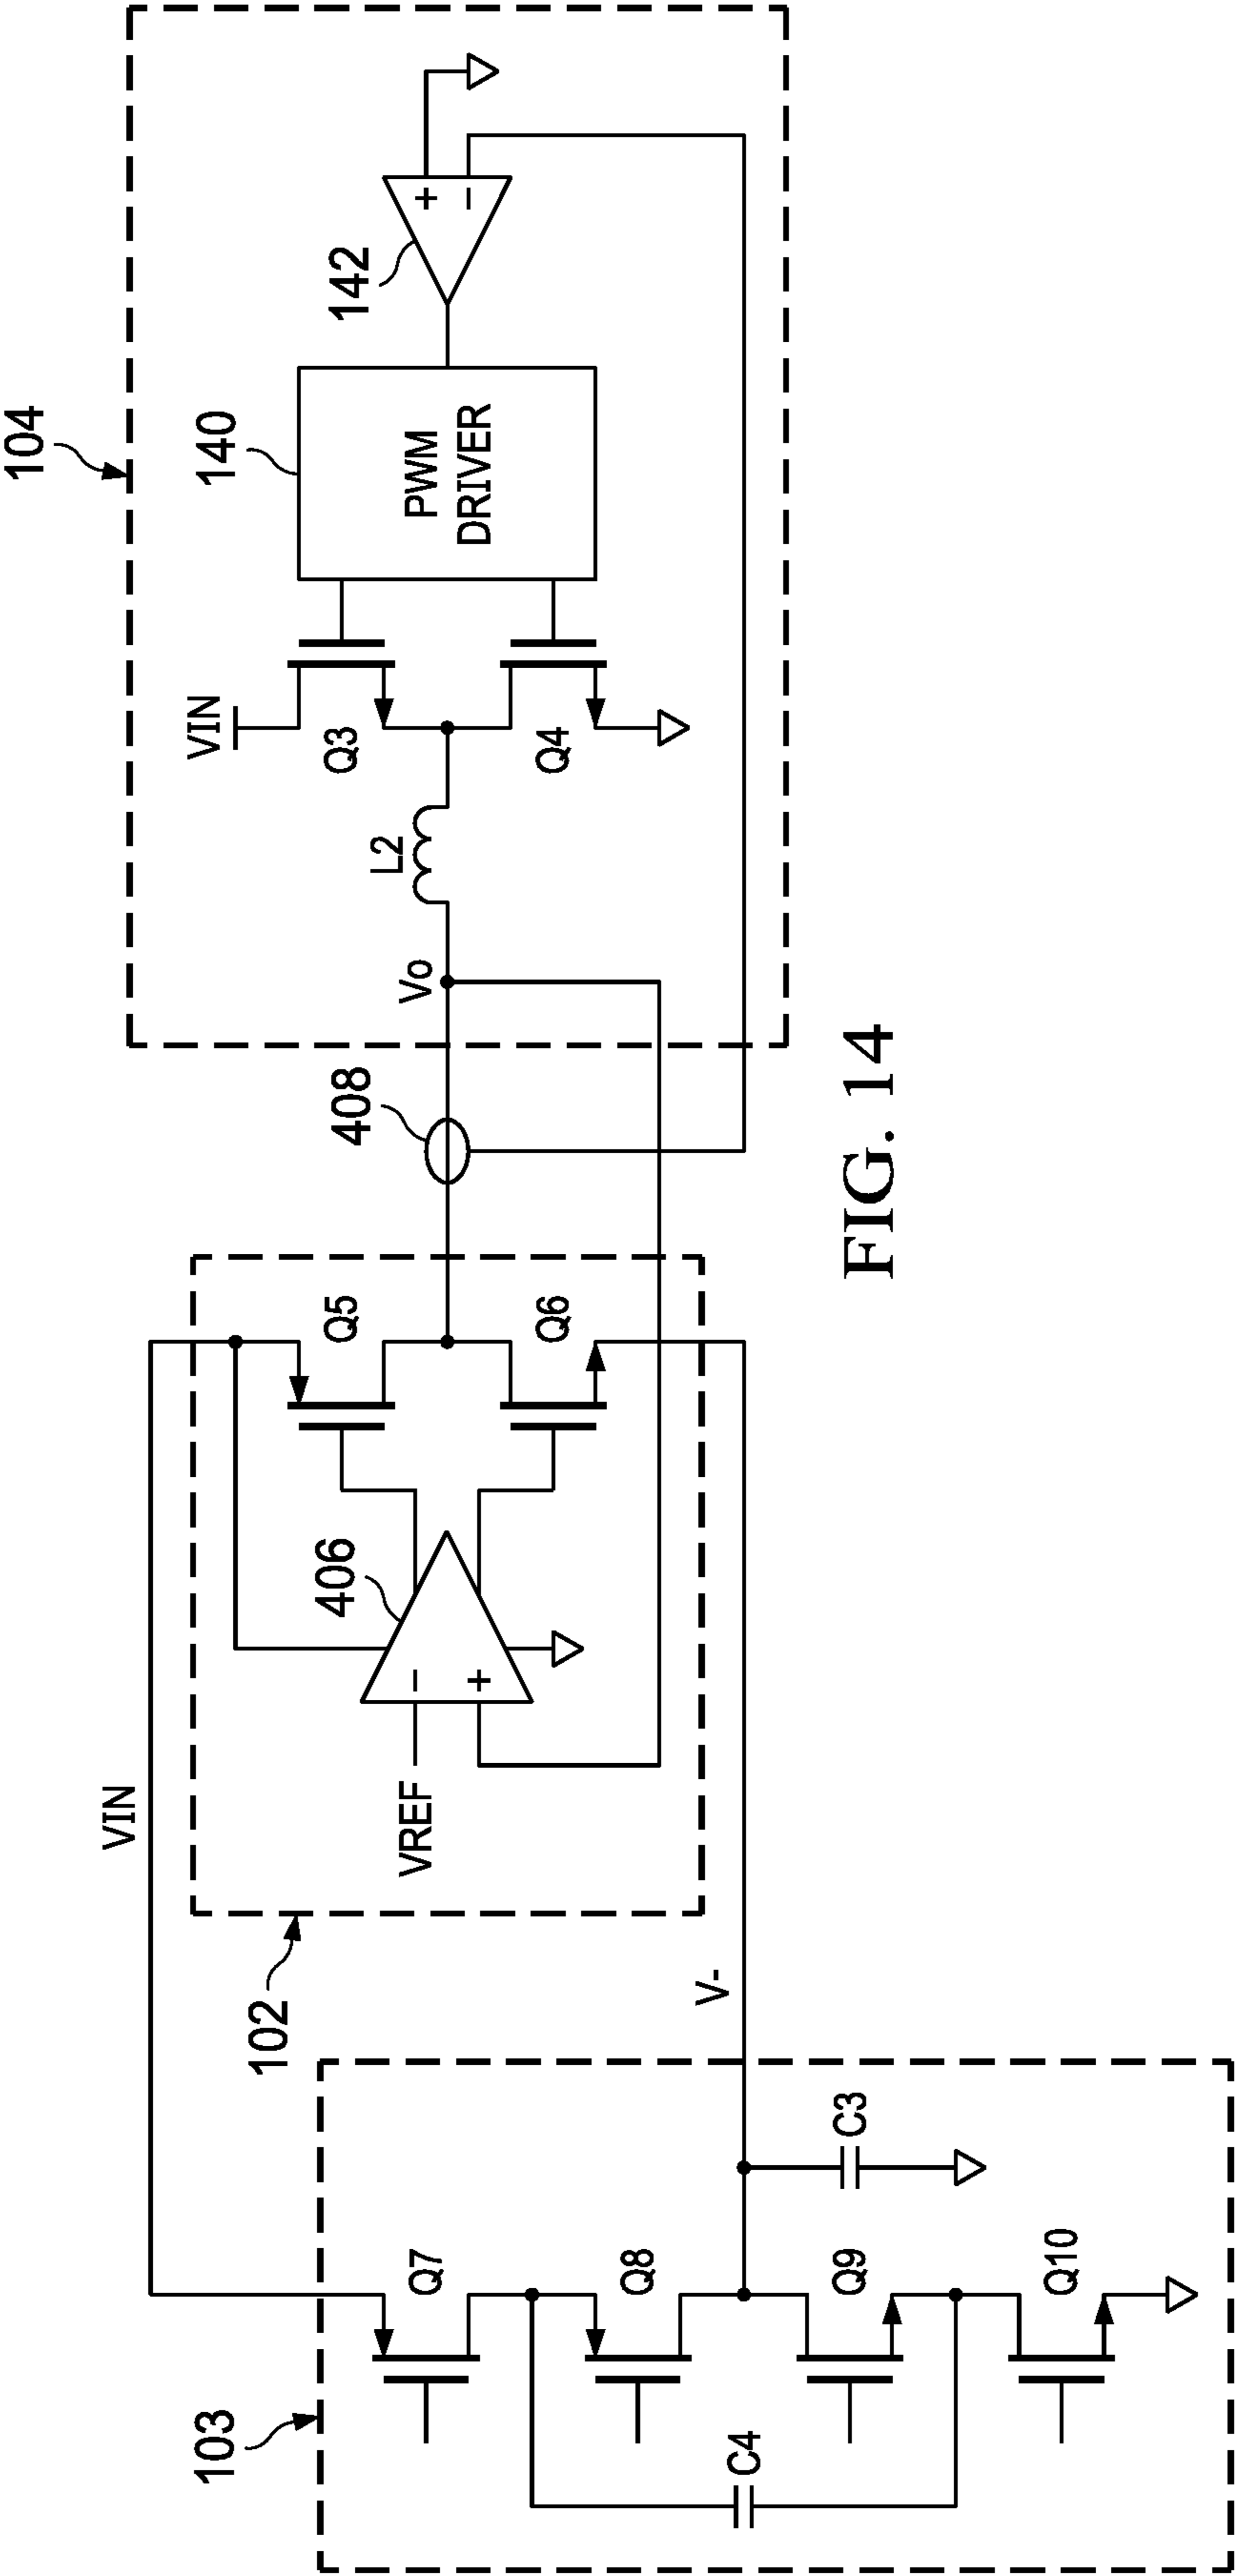 104
140
142
VIN
PWM
DRIVER
+
−
Q3
Q4
L2
Vo
408
VIN
Q5
Q6
406
−
+
VREF
102
V-
103
Q7
Q8
Q9
Q10
C3
C4
FIG. 14